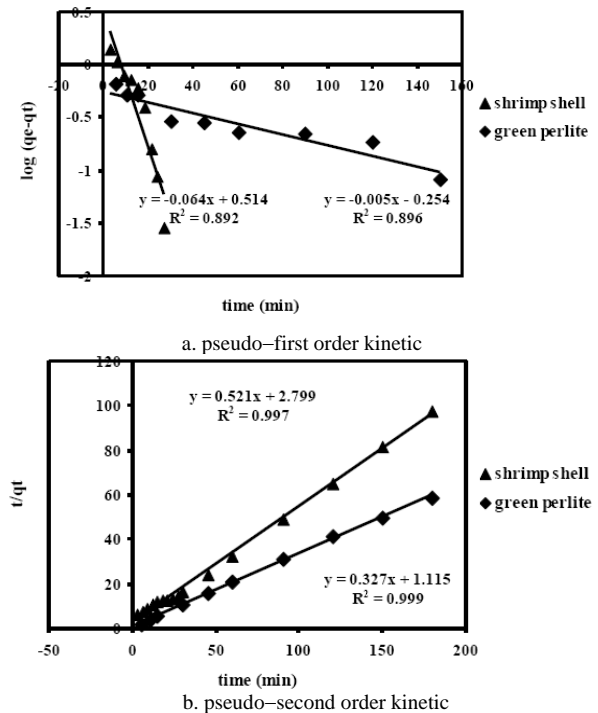 0.5
0
-20 0 20 40 60 80 100 120 140 160
-0.5
-1
-1.5
-2
log (qe-qt)
shrimp shell
green perlite
y = -0.064x + 0.514
R² = 0.892
y = -0.005x - 0.254
R² = 0.896
time (min)
a. pseudo–first order kinetic
120
100
80
60
40
20
0
t/qt
y = 0.521x + 2.799
R² = 0.997
shrimp shell
green perlite
y = 0.327x + 1.115
R² = 0.999
-50 0 50 100 150 200
time (min)
b. pseudo–second order kinetic